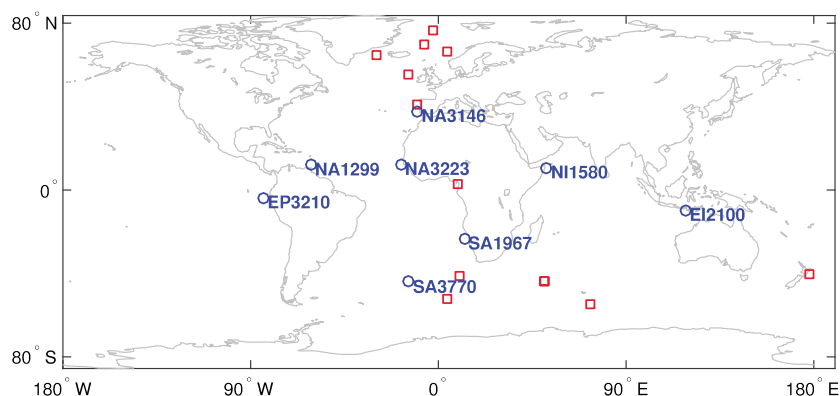 80° N
NA3146
NA1299
NA3223
NI1580
0°
EP3210
EI2100
SA1967
SA3770
80° S
180° W
90° W
0°
90° E
180° E